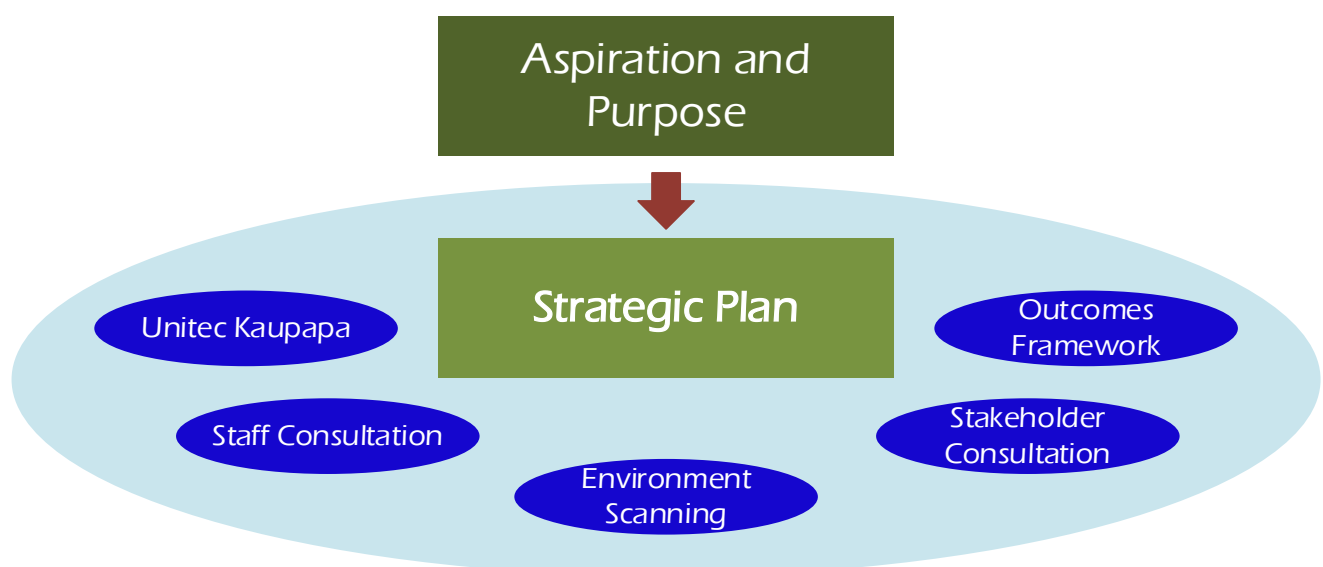 Aspiration and
Purpose
Strategic Plan
Unitec Kaupapa
Outcomes
Framework
Staff Consultation
Stakeholder
Consultation
Environment
Scanning